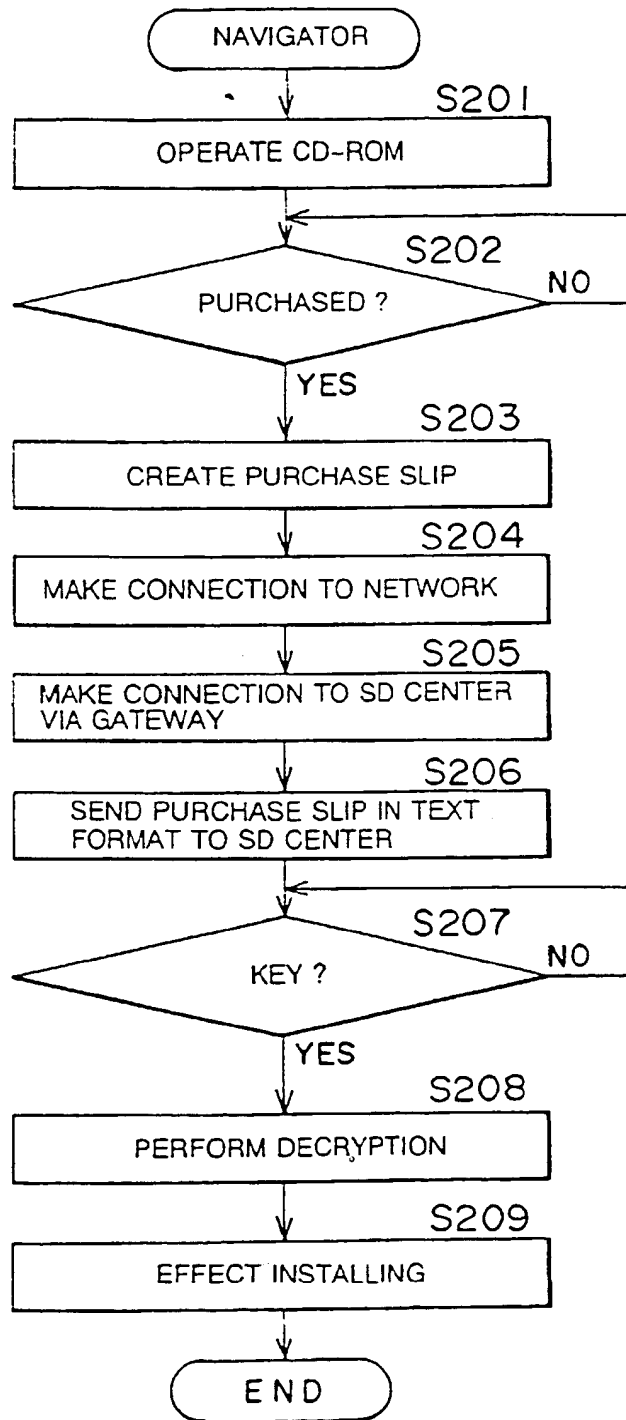 NAVIGATOR
S201
OPERATE CD-ROM
S202
PURCHASED ?
NO
YES
S203
CREATE PURCHASE SLIP
S204
MAKE CONNECTION TO NETWORK
S205
MAKE CONNECTION TO SD CENTER
VIA GATEWAY
S206
SEND PURCHASE SLIP IN TEXT
FORMAT TO SD CENTER
S207
KEY ?
NO
YES
S208
PERFORM DECRYPTION
S209
EFFECT INSTALLING
END